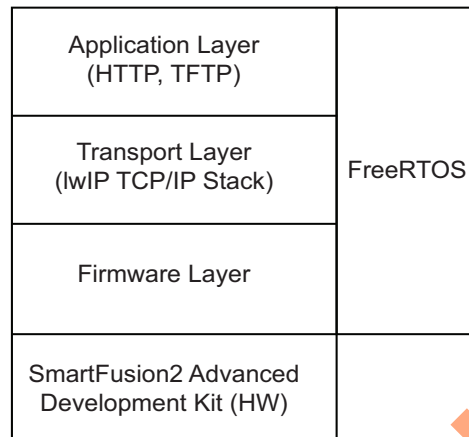 Application Layer
(HTTP, TFTP)
Transport Layer
(lwIP TCP/IP Stack)
FreeRTOS
Firmware Layer
SmartFusion2 Advanced
Development Kit (HW)